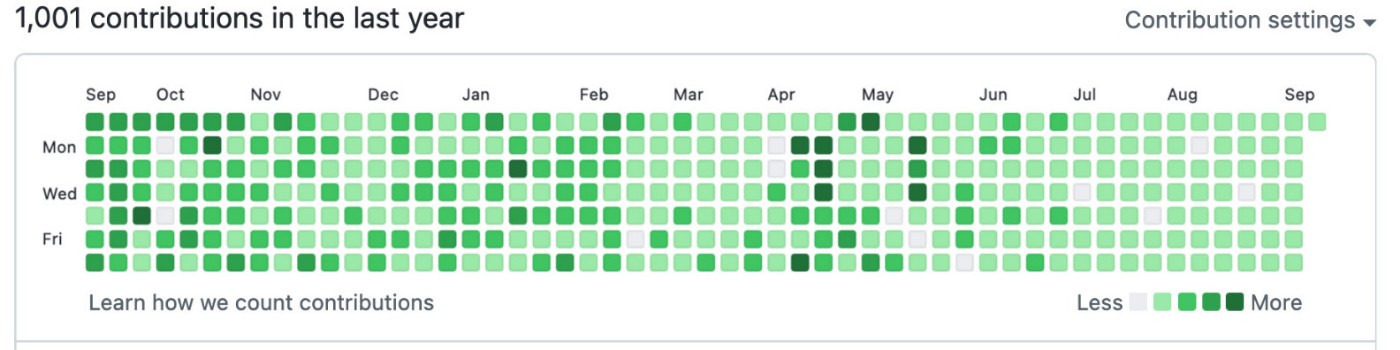 1,001 contributions in the last year
Contribution settings
Sep Oct Nov Dec Jan Feb Mar Apr May Jun Jul Aug Sep
Mon
Wed
Fri
Learn how we count contributions
Less More